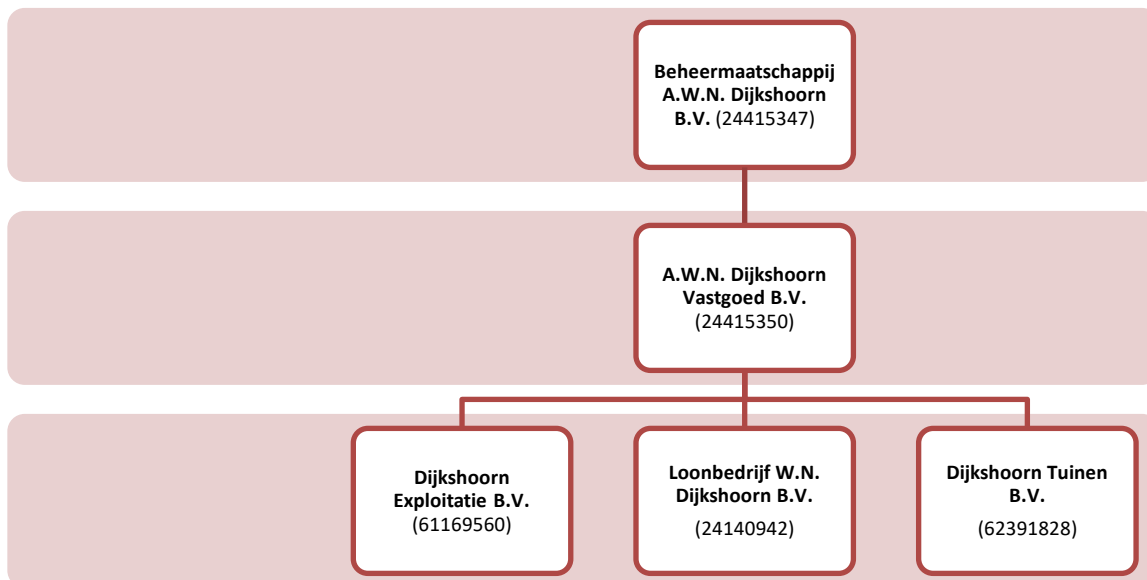 Beheermaatschappij
A.W.N. Dijkshoorn
B.V. (24415347)
A.W.N. Dijkshoorn
Vastgoed B.V.
(24415350)
Dijkshoorn
Exploitatie B.V.
(61169560)
Loonbedrijf W.N.
Dijkshoorn B.V.
(24140942)
Dijkshoorn Tuinen
B.V.
(62391828)